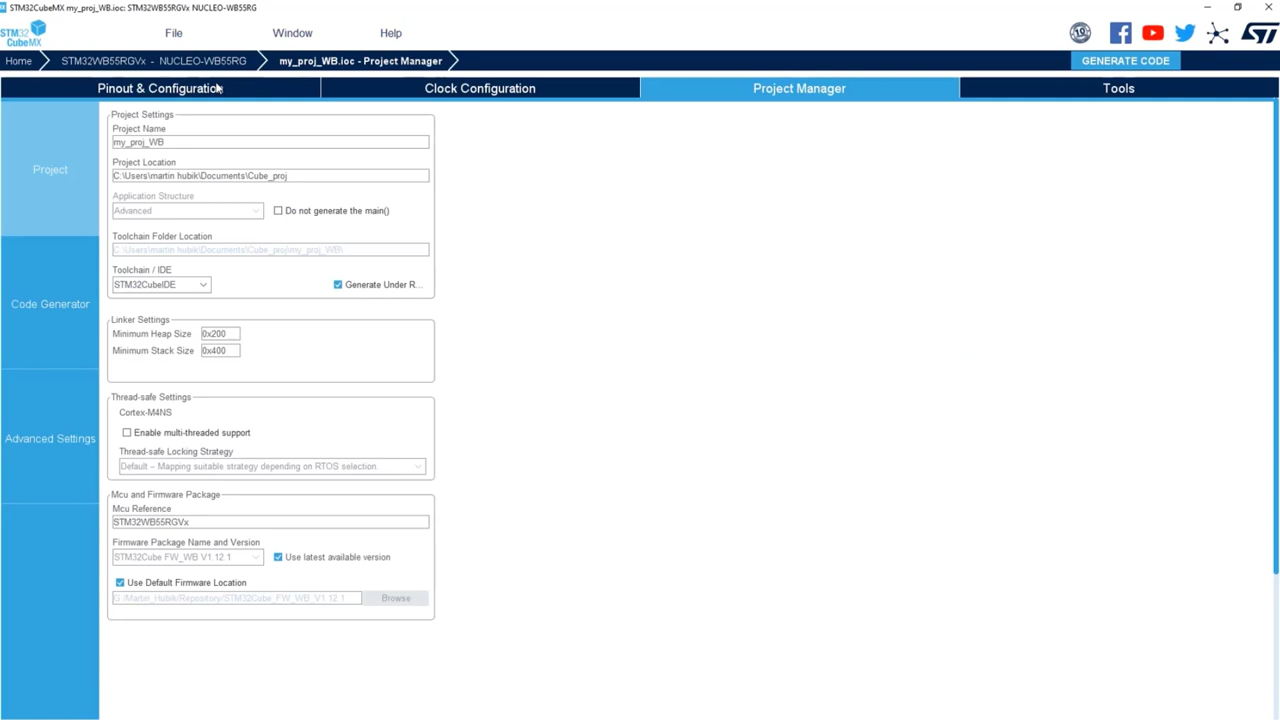 STM32CubeMX my_proj_WB.ioc: STM32WB55RGVx NUCLEO-WB55RG
STM32
CubeMX
File
Window
Help
10
ST
Home
STM32WB55RGVx - NUCLEO-WB55RG
my_proj_WB.ioc - Project Manager
GENERATE CODE
Pinout & Configuration
Clock Configuration
Project Manager
Tools
Project
Code Generator
Advanced Settings
Project Settings
Project Name
my_proj_WB
Project Location
C:\Users\martin hubik\Documents\Cube_proj
Application Structure
Advanced
Do not generate the main()
Toolchain Folder Location
C:\Users\martin hubik\Documents\Cube_proj\my_proj_WB\
Toolchain / IDE
STM32CubeIDE
Generate Under R...
Linker Settings
Minimum Heap Size 0x200
Minimum Stack Size 0x400
Thread-safe Settings
Cortex-M4NS
Enable multi-threaded support
Thread-safe Locking Strategy
Default – Mapping suitable strategy depending on RTOS selection.
Mcu and Firmware Package
Mcu Reference
STM32WB55RGVx
Firmware Package Name and Version
STM32Cube FW_WB V1.12.1
Use latest available version
Use Default Firmware Location
G:/Martin_Hubik/Repository/STM32Cube_FW_WB_V1.12.1
Browse